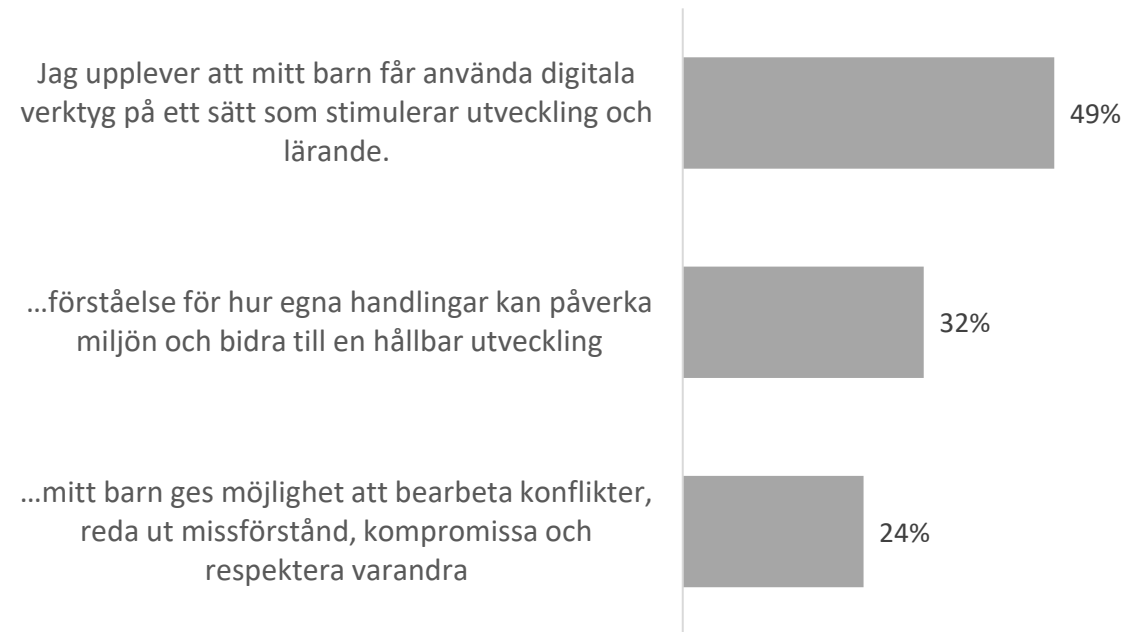 Jag upplever att mitt barn får använda digitala
verktyg på ett sätt som stimulerar utveckling och
lärande.
49%
…förståelse för hur egna handlingar kan påverka
miljön och bidra till en hållbar utveckling
32%
…mitt barn ges möjlighet att bearbeta konflikter,
reda ut missförstånd, kompromissa och
respektera varandra
24%